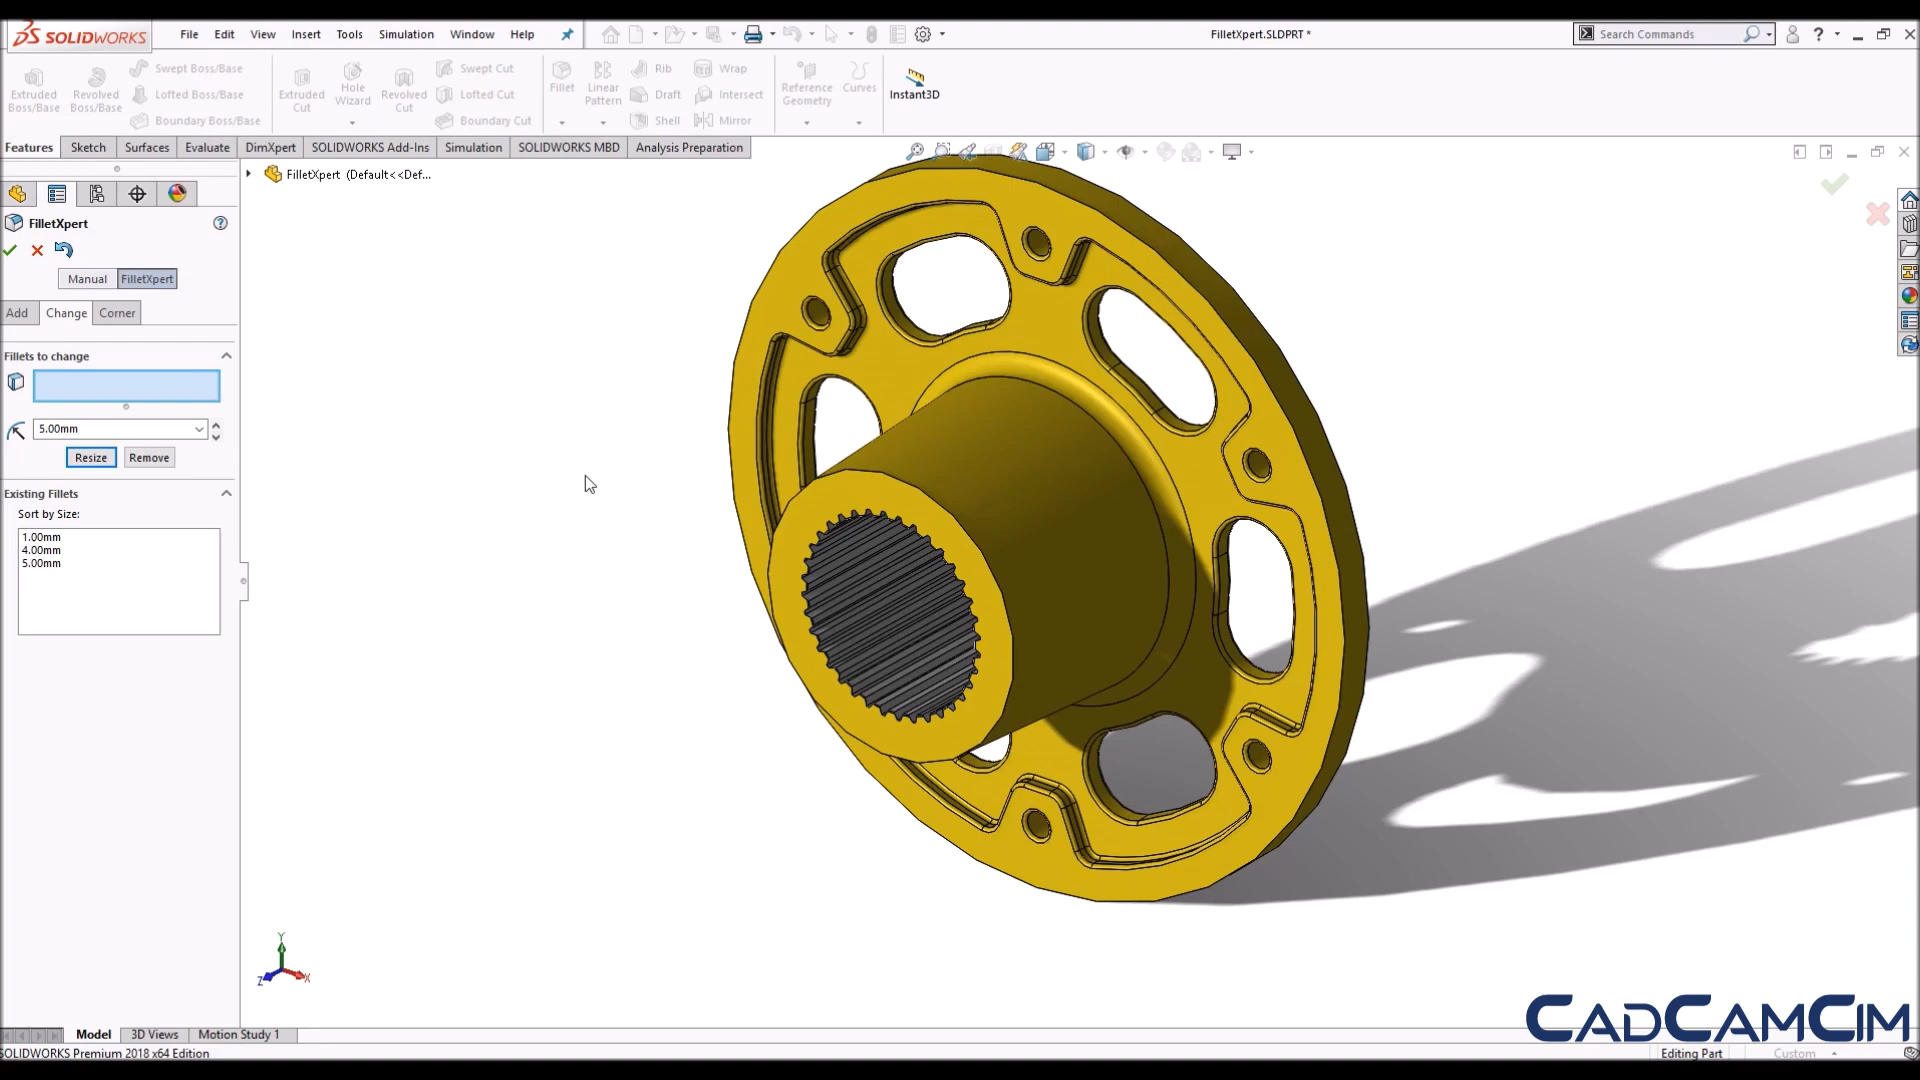 SOLIDWORKS
File Edit View Insert Tools Simulation Window Help
FilletXpert.SLDPRT *
Search Commands
Extruded Boss/Base
Revolved Boss/Base
Swept Boss/Base
Lofted Boss/Base
Boundary Boss/Base
Extruded Cut
Hole Wizard
Revolved Cut
Swept Cut
Lofted Cut
Boundary Cut
Fillet
Linear Pattern
Rib
Draft
Shell
Wrap
Intersect
Mirror
Reference Geometry
Curves
Instant3D
Features Sketch Surfaces Evaluate DimXpert SOLIDWORKS Add-Ins Simulation SOLIDWORKS MBD Analysis Preparation
FilletXpert (Default<<Def...
FilletXpert
Manual FilletXpert
Add Change Corner
Fillets to change
5.00mm
Resize Remove
Existing Fillets
Sort by Size:
1.00mm
4.00mm
5.00mm
Y
Z X
CADCAMCIM
Model 3D Views Motion Study 1
SOLIDWORKS Premium 2018 x64 Edition
Editing Part Custom